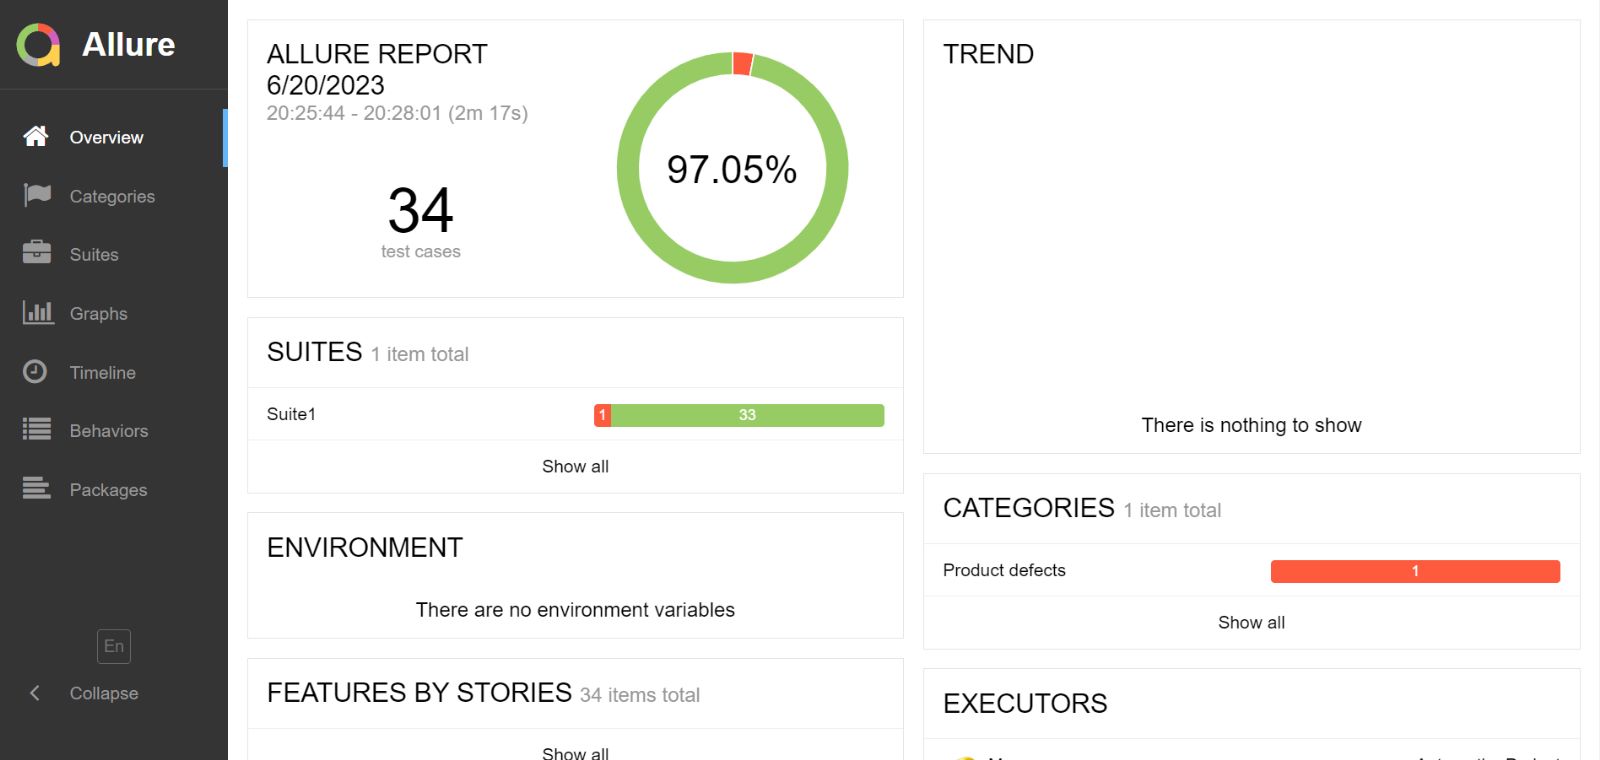 Allure
Overview
Categories
Suites
Graphs
Timeline
Behaviors
Packages
En
Collapse
ALLURE REPORT
6/20/2023
20:25:44 - 20:28:01 (2m 17s)
34
test cases
97.05%
SUITES 1 item total
Suite1 1 33
Show all
ENVIRONMENT
There are no environment variables
FEATURES BY STORIES 34 items total
Show all
TREND
There is nothing to show
CATEGORIES 1 item total
Product defects 1
Show all
EXECUTORS